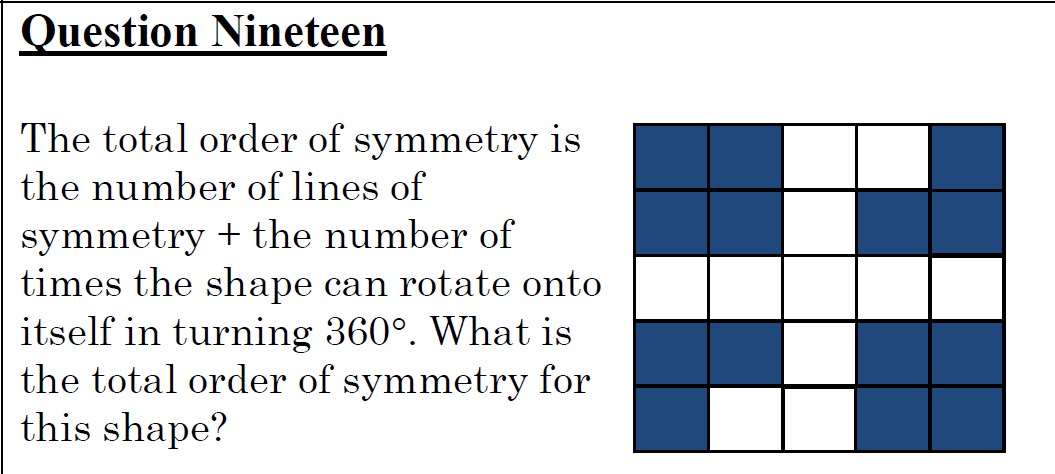 Question Nineteen
The total order of symmetry is
the number of lines of
symmetry + the number of
times the shape can rotate onto
itself in turning 360°. What is
the total order of symmetry for
this shape?